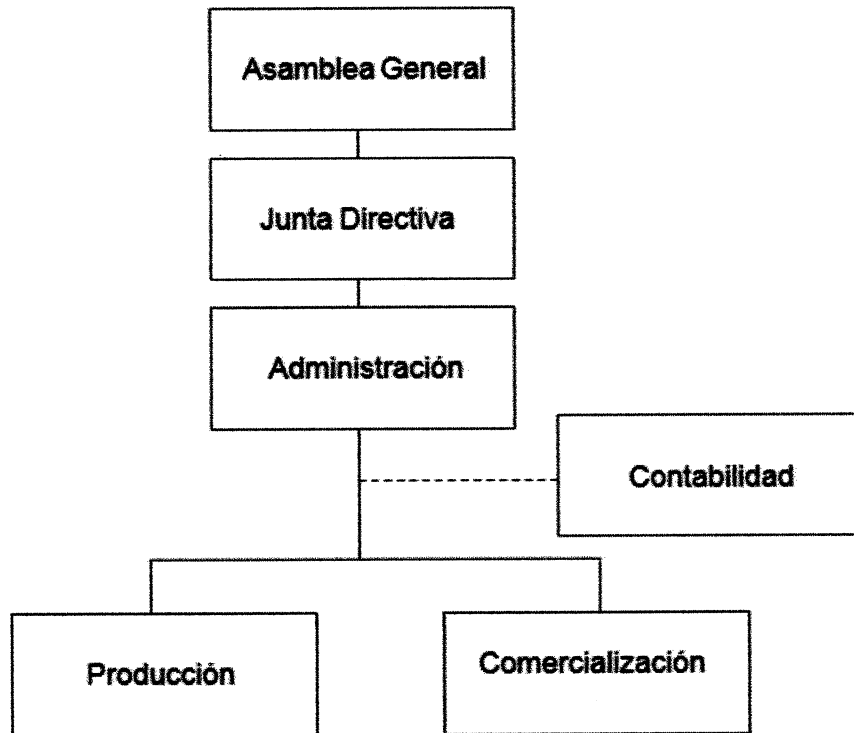 Asamblea General
Junta Directiva
Administración
Contabilidad
Producción
Comercialización